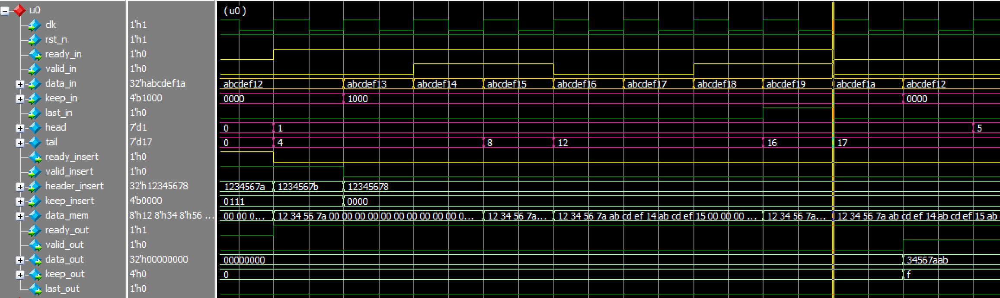 u0 (u0)
clk 1'h1
rst_n 1'h1
ready_in 1'h0
valid_in 1'h0
data_in 32'habcdef1a abcdef12 abcdef13 abcdef14 abcdef15 abcdef16 abcdef17 abcdef18 abcdef19 abcdef1a abcdef12
keep_in 4'b1000 0000 1000 0000
last_in 1'h0
head 7'd1 0 1 5
tail 7'd17 0 4 8 12 16 17
ready_insert 1'h0
valid_insert 1'h0
header_insert 32'h12345678 1234567a 1234567b 12345678
keep_insert 4'b0000 0111 0000
data_mem 8'h12 8'h34 8'h56 ... 00 00 0... 12 34 56 7a 00 00 00 00 00 00 00 00 00 00 0... 12 34 56 7a... 12 34 56 7a ab cd ef 14 ab cd ef 15 00 00 00 ... 12 34 56 7a... 12 34 56 7a ab cd ef 14 ab cd ef 15 ab
ready_out 1'h1
valid_out 1'h0
data_out 32'h00000000 00000000 34567aab
keep_out 4'h0 0 f
last_out 1'h0